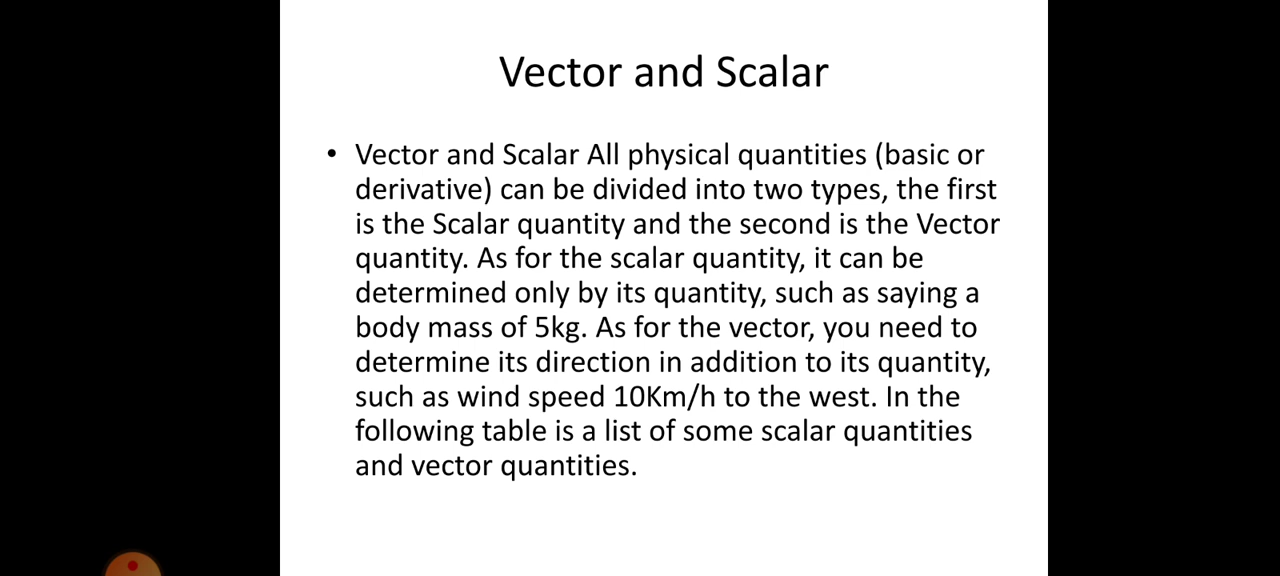 Vector and Scalar
• Vector and Scalar All physical quantities (basic or
derivative) can be divided into two types, the first
is the Scalar quantity and the second is the Vector
quantity. As for the scalar quantity, it can be
determined only by its quantity, such as saying a
body mass of 5kg. As for the vector, you need to
determine its direction in addition to its quantity,
such as wind speed 10Km/h to the west. In the
following table is a list of some scalar quantities
and vector quantities.